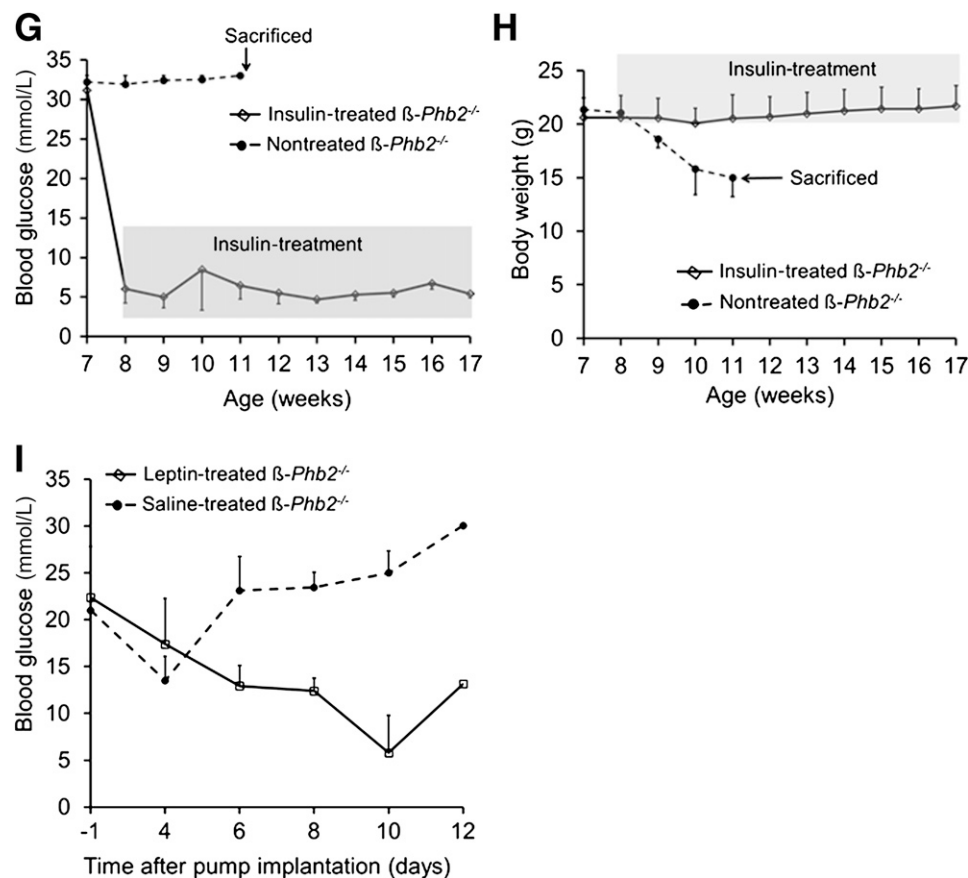 G
Sacrificed
35
30
25
20
15
10
5
0
Blood glucose (mmol/L)
Insulin-treated ß-Phb2-/-
Nontreated ß-Phb2-/-
Insulin-treatment
7 8 9 10 11 12 13 14 15 16 17
Age (weeks)
H
25
20
15
10
5
0
Body weight (g)
Insulin-treatment
Sacrificed
Insulin-treated ß-Phb2-/-
Nontreated ß-Phb2-/-
7 8 9 10 11 12 13 14 15 16 17
Age (weeks)
I
Leptin-treated ß-Phb2-/-
Saline-treated ß-Phb2-/-
35
30
25
20
15
10
5
0
Blood glucose (mmol/L)
-1 4 6 8 10 12
Time after pump implantation (days)